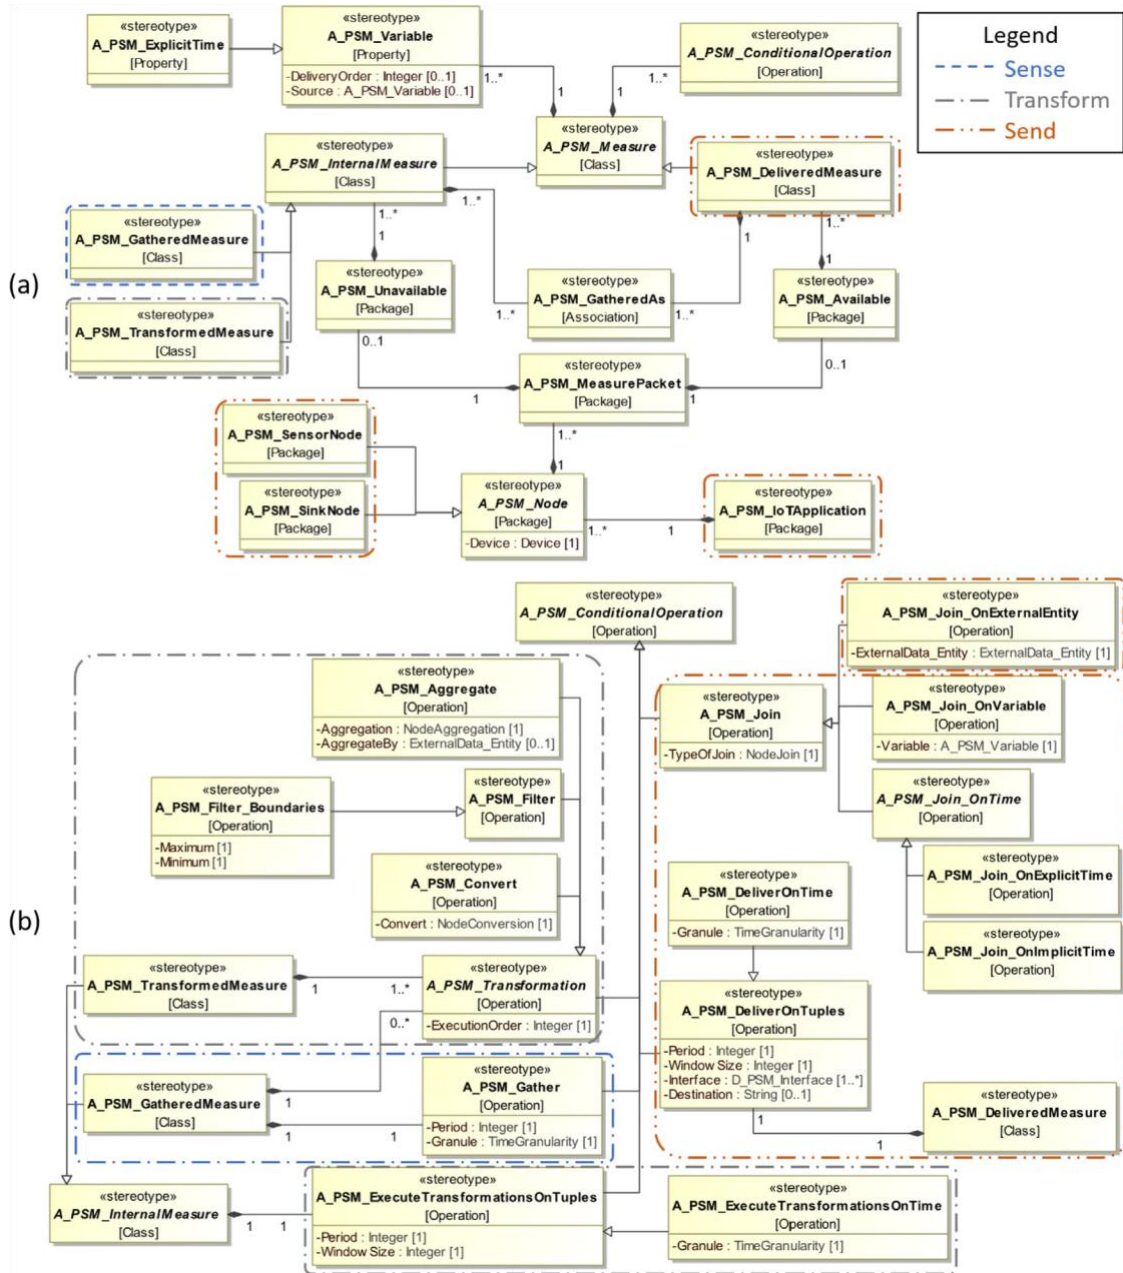 «stereotype»
A_PSM_ExplicitTime
[Property]
«stereotype»
A_PSM_Variable
[Property]
-DeliveryOrder : Integer [0..1]
-Source : A_PSM_Variable [0..1]
1..*
1
«stereotype»
A_PSM_ConditionalOperation
[Operation]
1..*
1
Legend
Sense
Transform
Send
«stereotype»
A_PSM_Measure
[Class]
«stereotype»
A_PSM_InternalMeasure
[Class]
1..*
1..*
1
«stereotype»
A_PSM_DeliveredMeasure
[Class]
1
1..*
1
«stereotype»
A_PSM_GatheredMeasure
[Class]
(a)
«stereotype»
A_PSM_Unavailable
[Package]
0..1
«stereotype»
A_PSM_GatheredAs
[Association]
1..*
1..*
«stereotype»
A_PSM_Available
[Package]
0..1
«stereotype»
A_PSM_TransformedMeasure
[Class]
«stereotype»
A_PSM_MeasurePacket
[Package]
1
1
1..*
1
«stereotype»
A_PSM_SensorNode
[Package]
«stereotype»
A_PSM_SinkNode
[Package]
«stereotype»
A_PSM_Node
[Package]
-Device : Device [1]
1..*
1
«stereotype»
A_PSM_IoTApplication
[Package]
«stereotype»
A_PSM_ConditionalOperation
[Operation]
«stereotype»
A_PSM_Join_OnExternalEntity
[Operation]
-ExternalData_Entity : ExternalData_Entity [1]
«stereotype»
A_PSM_Aggregate
[Operation]
-Aggregation : NodeAggregation [1]
-AggregateBy : ExternalData_Entity [0..1]
«stereotype»
A_PSM_Join
[Operation]
-TypeOfJoin : NodeJoin [1]
«stereotype»
A_PSM_Join_OnVariable
[Operation]
-Variable : A_PSM_Variable [1]
«stereotype»
A_PSM_Filter_Boundaries
[Operation]
-Maximum [1]
-Minimum [1]
«stereotype»
A_PSM_Filter
[Operation]
«stereotype»
A_PSM_Join_OnTime
[Operation]
«stereotype»
A_PSM_Convert
[Operation]
-Convert : NodeConversion [1]
«stereotype»
A_PSM_DeliverOnTime
[Operation]
-Granule : TimeGranularity [1]
«stereotype»
A_PSM_Join_OnExplicitTime
[Operation]
(b)
«stereotype»
A_PSM_Join_OnImplicitTime
[Operation]
«stereotype»
A_PSM_TransformedMeasure
[Class]
1
1..*
«stereotype»
A_PSM_Transformation
[Operation]
-ExecutionOrder : Integer [1]
0..*
«stereotype»
A_PSM_DeliverOnTuples
[Operation]
-Period : Integer [1]
-Window Size : Integer [1]
-Interface : D_PSM_Interface [1..*]
-Destination : String [0..1]
1
1
«stereotype»
A_PSM_GatheredMeasure
[Class]
1
1
1
«stereotype»
A_PSM_Gather
[Operation]
-Period : Integer [1]
-Granule : TimeGranularity [1]
«stereotype»
A_PSM_DeliveredMeasure
[Class]
«stereotype»
A_PSM_InternalMeasure
[Class]
1
1
«stereotype»
A_PSM_ExecuteTransformationsOnTuples
[Operation]
-Period : Integer [1]
-Window Size : Integer [1]
«stereotype»
A_PSM_ExecuteTransformationsOnTime
[Operation]
-Granule : TimeGranularity [1]